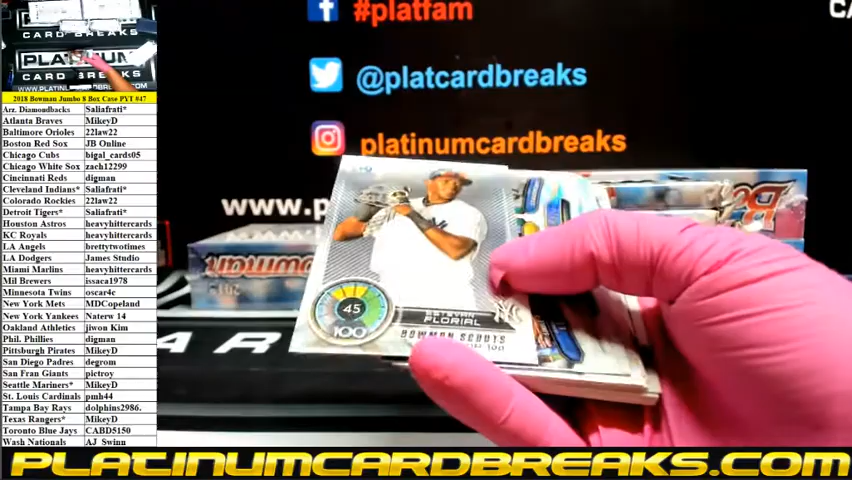 #platfam
@platcardbreaks
platinumcardbreaks
www.p
CARD BREAKS
PLATINUM
CARD BREAKS
2018 Bowman Jumbo 8 Box Case PYT #47
Arz. Diamondbacks Saliafrati*
Atlanta Braves MikeyD
Baltimore Orioles 22law22
Boston Red Sox JB Online
Chicago Cubs bigal_cards05
Chicago White Sox zach12299
Cincinnati Reds digman
Cleveland Indians* Saliafrati*
Colorado Rockies 22law22
Detroit Tigers* Saliafrati*
Houston Astros heavyhittercards
KC Royals heavyhittercards
LA Angels brettytwotimes
LA Dodgers James Studio
Miami Marlins heavyhittercards
Mil Brewers issaca1978
Minnesota Twins oscar4c
New York Mets MDCopeland
New York Yankees Naterw 14
Oakland Athletics jiwon Kim
Phil. Phillies digman
Pittsburgh Pirates MikeyD
San Diego Padres degrom
San Fran Giants pictroy
Seattle Mariners* MikeyD
St. Louis Cardinals pmh44
Tampa Bay Rays dolphins2986.
Texas Rangers* MikeyD
Toronto Blue Jays CABD5150
Wash Nationals AJ_Swinn
45
100
ESTEVAN
FLORIAL
BOWMAN SCOUTS
PLATINUMCARDBREAKS.COM